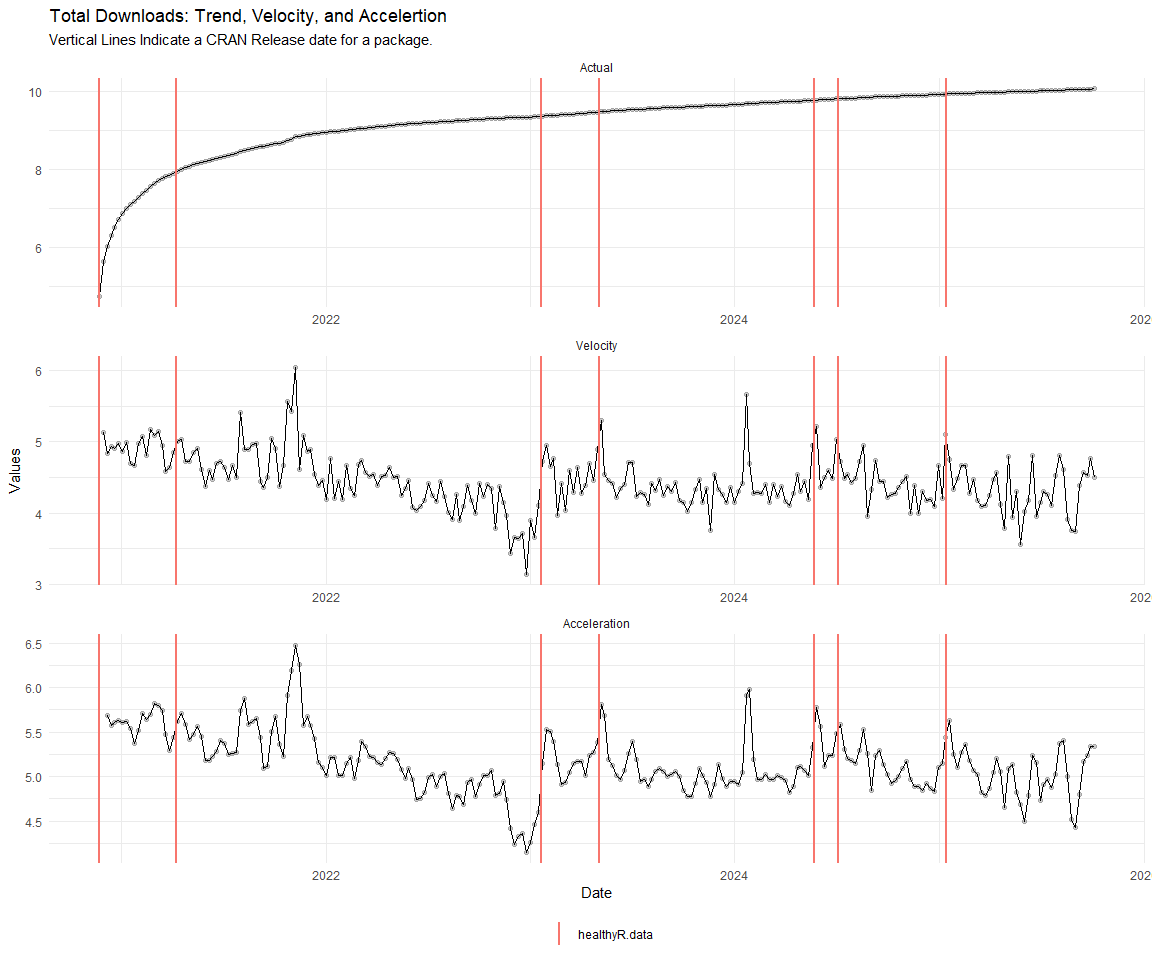 Total Downloads: Trend, Velocity, and Accelertion
Vertical Lines Indicate a CRAN Release date for a package.
Actual
10
8
6
2022
2024
202
Velocity
6
5
4
3
2022
2024
202
Values
Acceleration
6.5
6.0
5.5
5.0
4.5
2022
2024
202
Date
healthyR.data